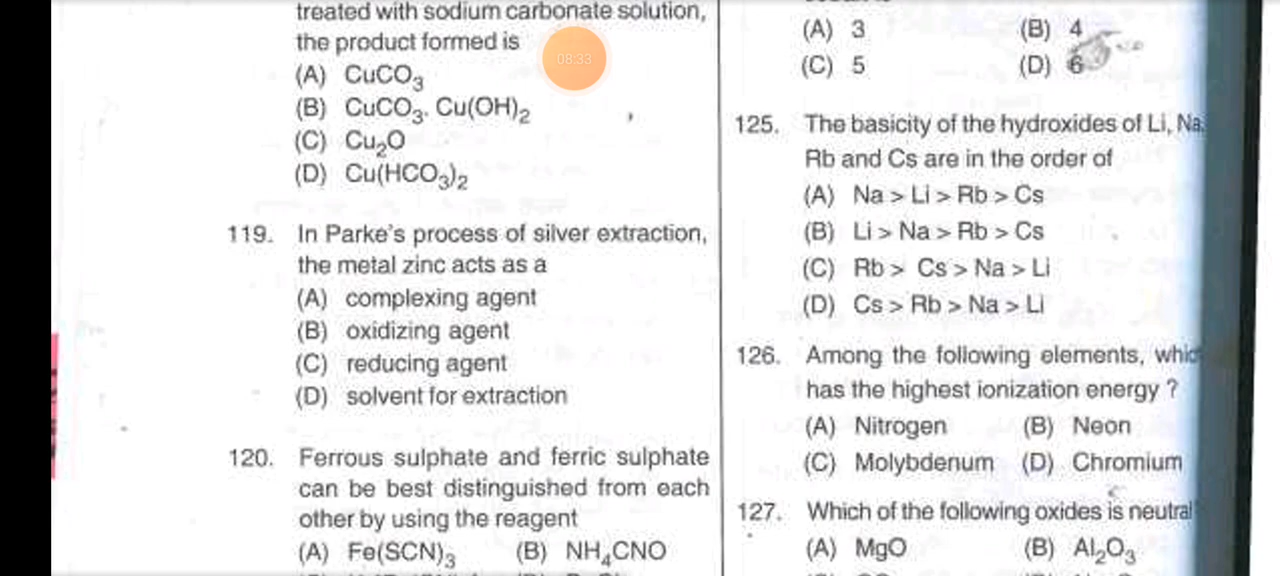 treated with sodium carbonate solution,
the product formed is
(A) CuCO₃
(B) CuCO₃. Cu(OH)₂
(C) Cu₂O
(D) Cu(HCO₃)₂
119. In Parke's process of silver extraction,
the metal zinc acts as a
(A) complexing agent
(B) oxidizing agent
(C) reducing agent
(D) solvent for extraction
120. Ferrous sulphate and ferric sulphate
can be best distinguished from each
other by using the reagent
(A) Fe(SCN)₃ (B) NH₄CNO
08:33
(A) 3 (B) 4
(C) 5 (D) 6
125. The basicity of the hydroxides of Li, Na,
Rb and Cs are in the order of
(A) Na > Li > Rb > Cs
(B) Li > Na > Rb > Cs
(C) Rb > Cs > Na > Li
(D) Cs > Rb > Na > Li
126. Among the following elements, whic
has the highest ionization energy ?
(A) Nitrogen (B) Neon
(C) Molybdenum (D) Chromium
127. Which of the following oxides is neutral
(A) MgO (B) Al₂O₃